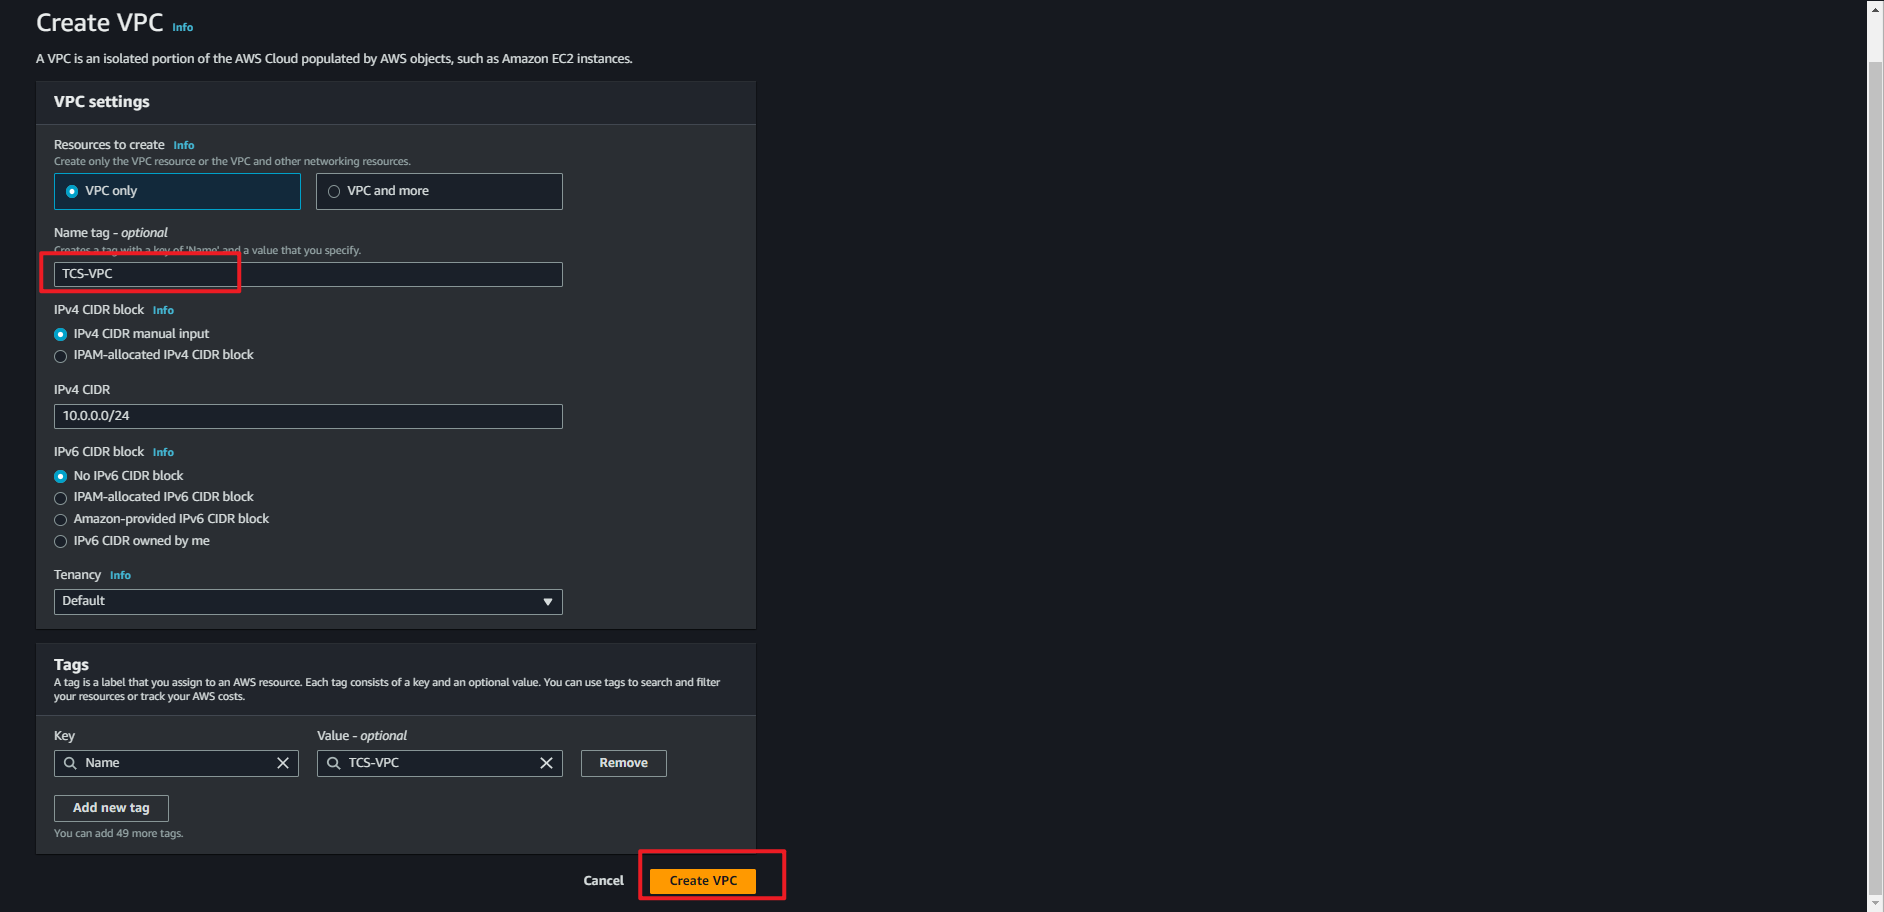 Create VPC Info
A VPC is an isolated portion of the AWS Cloud populated by AWS objects, such as Amazon EC2 instances.
VPC settings
Resources to create Info
Create only the VPC resource or the VPC and other networking resources.
VPC only
VPC and more
Name tag - optional
Creates a tag with a key of 'Name' and a value that you specify.
TCS-VPC
IPv4 CIDR block Info
IPv4 CIDR manual input
IPAM-allocated IPv4 CIDR block
IPv4 CIDR
10.0.0.0/24
IPv6 CIDR block Info
No IPv6 CIDR block
IPAM-allocated IPv6 CIDR block
Amazon-provided IPv6 CIDR block
IPv6 CIDR owned by me
Tenancy Info
Default
Tags
A tag is a label that you assign to an AWS resource. Each tag consists of a key and an optional value. You can use tags to search and filter
your resources or track your AWS costs.
Key
Value - optional
Name
TCS-VPC
Remove
Add new tag
You can add 49 more tags.
Cancel
Create VPC